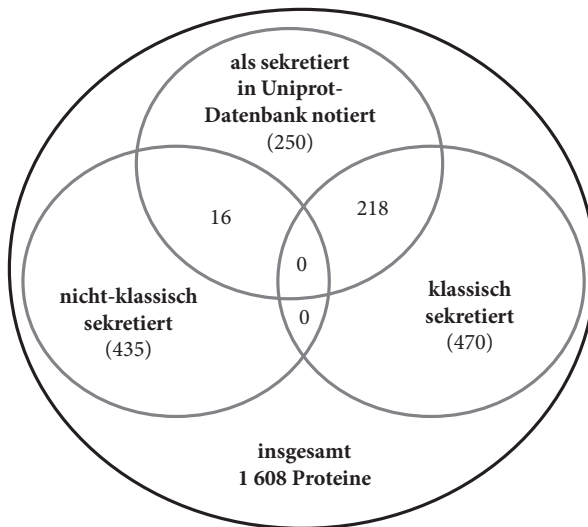 als sekretiert
in Uniprot-
Datenbank notiert
(250)
16
218
0
nicht-klassisch
sekretiert
(435)
0
klassisch
sekretiert
(470)
insgesamt
1 608 Proteine